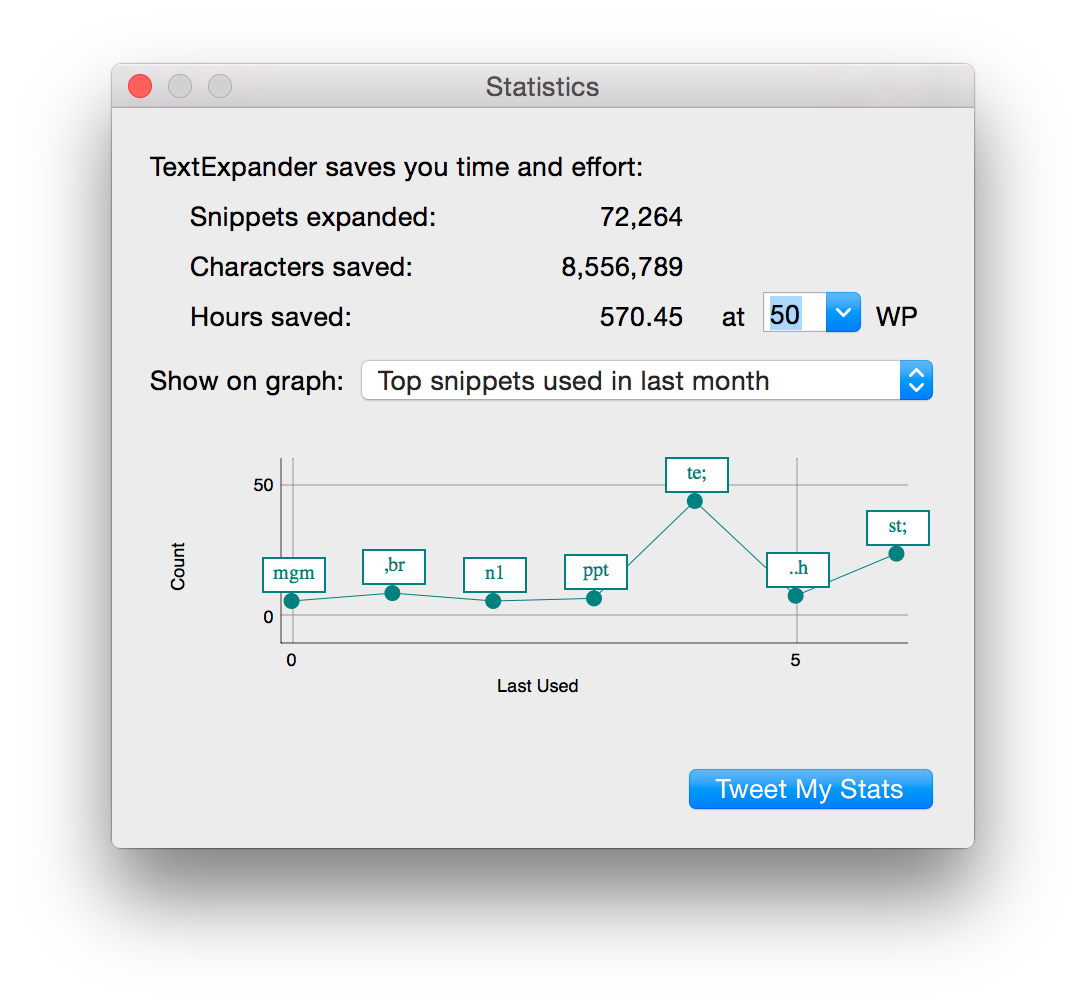 Statistics
TextExpander saves you time and effort:
Snippets expanded: 72,264
Characters saved: 8,556,789
Hours saved: 570.45 at 50 WP
Show on graph: Top snippets used in last month
50
te;
st;
Count
mgm
,br
n1
ppt
..h
0
0
5
Last Used
Tweet My Stats